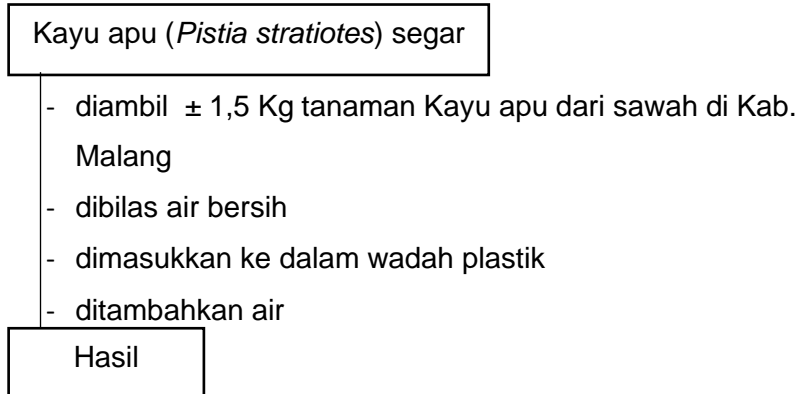 Kayu apu (Pistia stratiotes) segar
- diambil ± 1,5 Kg tanaman Kayu apu dari sawah di Kab.
Malang
- dibilas air bersih
- dimasukkan ke dalam wadah plastik
- ditambahkan air
Hasil